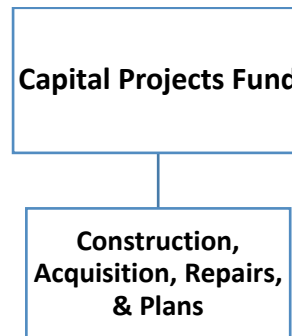 Capital Projects Fund
Construction,
Acquisition, Repairs,
& Plans